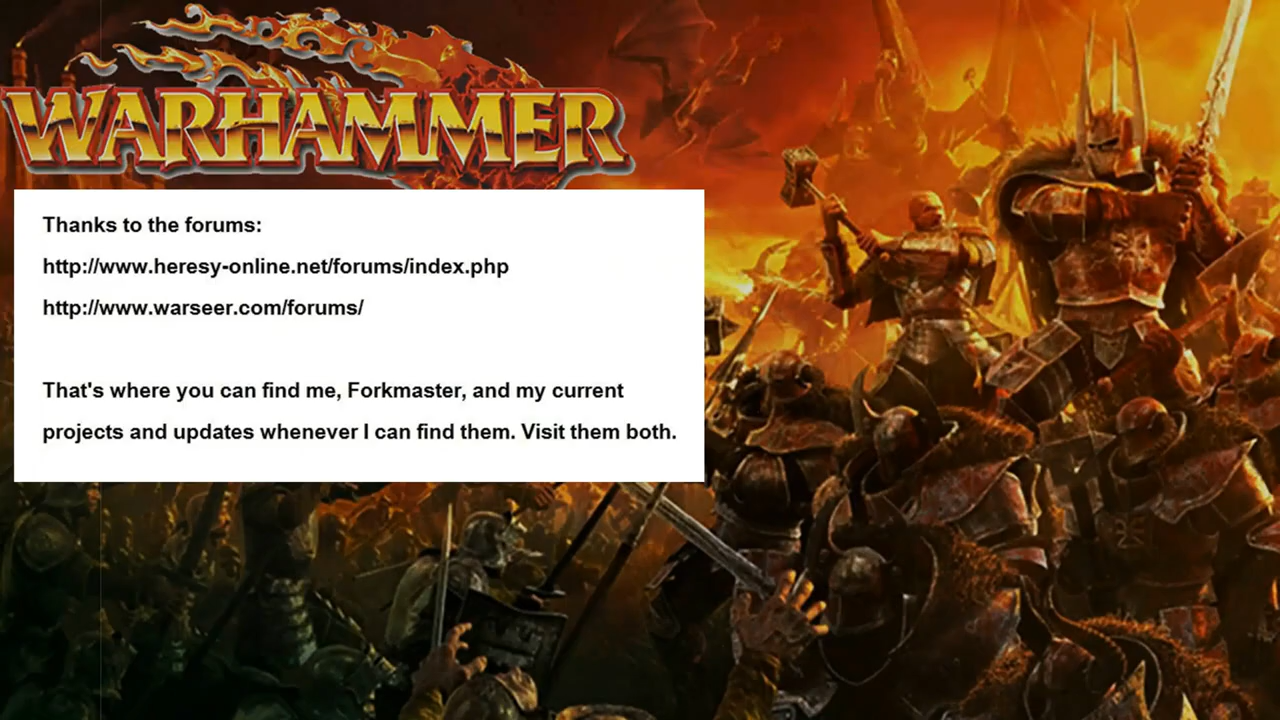 WARHAMMER
Thanks to the forums:
http://www.heresy-online.net/forums/index.php
http://www.warseer.com/forums/
That's where you can find me, Forkmaster, and my current
projects and updates whenever I can find them. Visit them both.